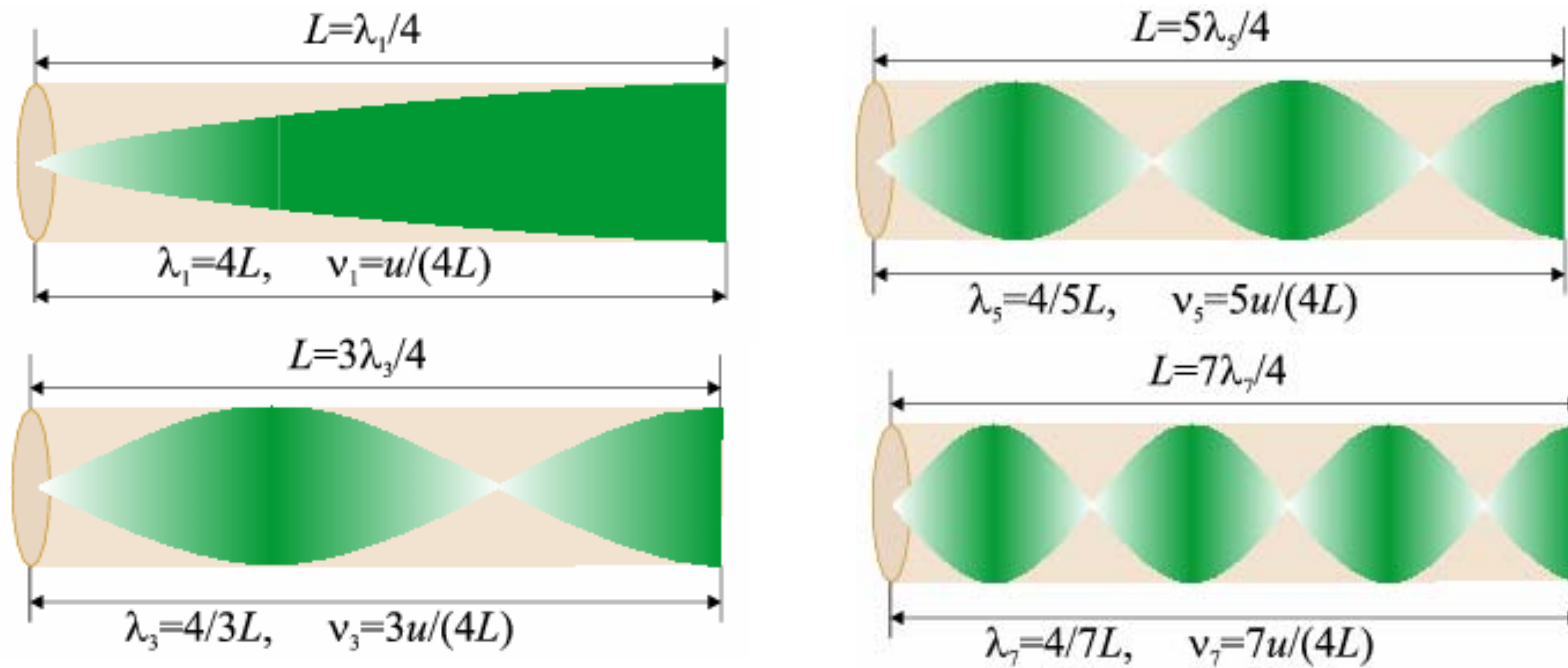 L=λ₁/4
λ₁=4L, ν₁=u/(4L)
L=3λ₃/4
λ₃=4/3L, ν₃=3u/(4L)
L=5λ₅/4
λ₅=4/5L, ν₅=5u/(4L)
L=7λ₇/4
λ₇=4/7L, ν₇=7u/(4L)